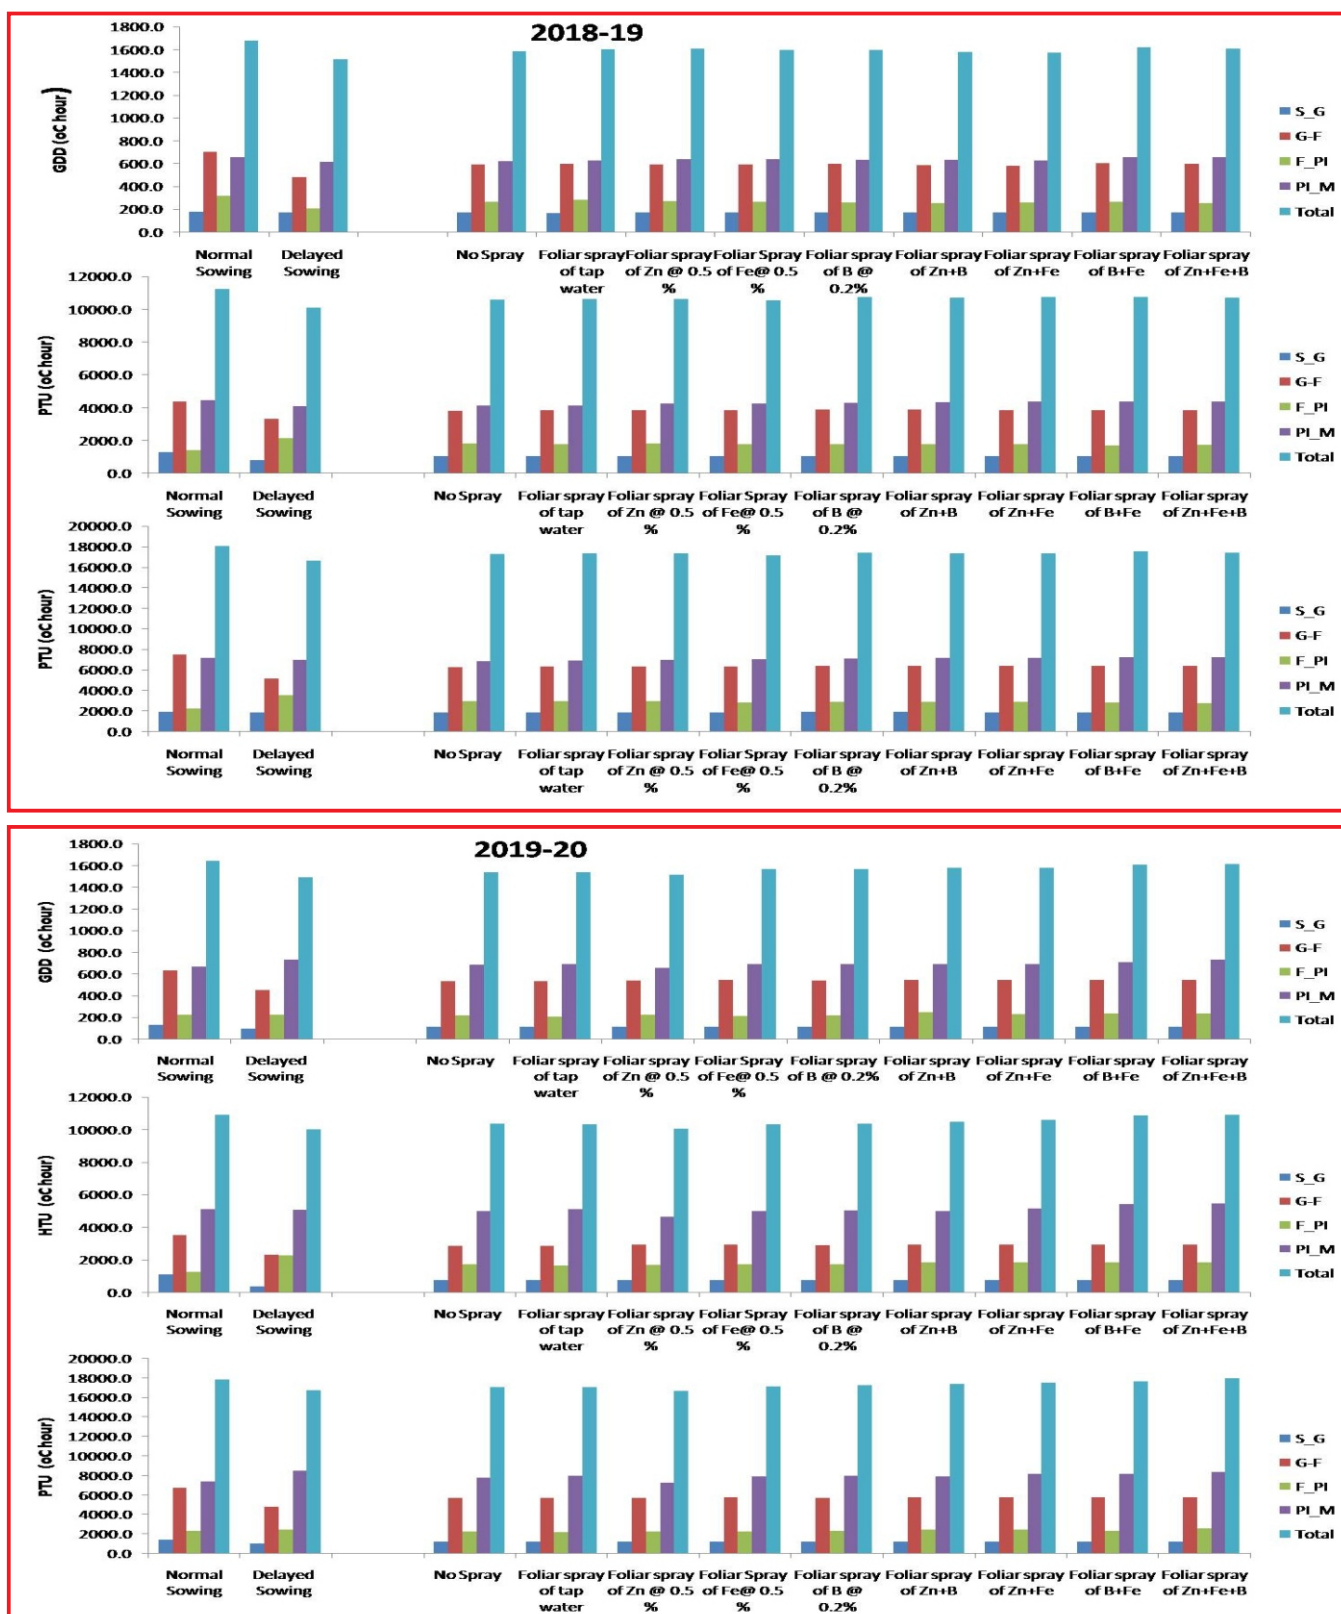 2018-19
GDD (oC hour)
1800.0
1600.0
1400.0
1200.0
1000.0
800.0
600.0
400.0
200.0
0.0
Normal Sowing
Delayed Sowing
No Spray
Foliar spray of tap water
Foliar spray of Zn @ 0.5 %
Foliar Spray of Fe@ 0.5 %
Foliar spray of B @ 0.2%
Foliar spray of Zn+B
Foliar spray of Zn+Fe
Foliar spray of B+Fe
Foliar spray of Zn+Fe+B
S_G
G-F
F_PI
PI_M
Total
PTU (oC hour)
12000.0
10000.0
8000.0
6000.0
4000.0
2000.0
0.0
Normal Sowing
Delayed Sowing
No Spray
Foliar spray of tap water
Foliar spray of Zn @ 0.5 %
Foliar Spray of Fe@ 0.5 %
Foliar spray of B @ 0.2%
Foliar spray of Zn+B
Foliar spray of Zn+Fe
Foliar spray of B+Fe
Foliar spray of Zn+Fe+B
S_G
G-F
F_PI
PI_M
Total
PTU (oC hour)
20000.0
18000.0
16000.0
14000.0
12000.0
10000.0
8000.0
6000.0
4000.0
2000.0
0.0
Normal Sowing
Delayed Sowing
No Spray
Foliar spray of tap water
Foliar spray of Zn @ 0.5 %
Foliar Spray of Fe@ 0.5 %
Foliar spray of B @ 0.2%
Foliar spray of Zn+B
Foliar spray of Zn+Fe
Foliar spray of B+Fe
Foliar spray of Zn+Fe+B
S_G
G-F
F_PI
PI_M
Total
2019-20
GDD (oC hour)
1800.0
1600.0
1400.0
1200.0
1000.0
800.0
600.0
400.0
200.0
0.0
Normal Sowing
Delayed Sowing
No Spray
Foliar spray of tap water
Foliar spray of Zn @ 0.5 %
Foliar Spray of Fe@ 0.5 %
Foliar spray of B @ 0.2%
Foliar spray of Zn+B
Foliar spray of Zn+Fe
Foliar spray of B+Fe
Foliar spray of Zn+Fe+B
S_G
G-F
F_PI
PI_M
Total
HTU (oC hour)
12000.0
10000.0
8000.0
6000.0
4000.0
2000.0
0.0
Normal Sowing
Delayed Sowing
No Spray
Foliar spray of tap water
Foliar spray of Zn @ 0.5 %
Foliar Spray of Fe@ 0.5 %
Foliar spray of B @ 0.2%
Foliar spray of Zn+B
Foliar spray of Zn+Fe
Foliar spray of B+Fe
Foliar spray of Zn+Fe+B
S_G
G-F
F_PI
PI_M
Total
PTU (oC hour)
20000.0
18000.0
16000.0
14000.0
12000.0
10000.0
8000.0
6000.0
4000.0
2000.0
0.0
Normal Sowing
Delayed Sowing
No Spray
Foliar spray of tap water
Foliar spray of Zn @ 0.5 %
Foliar Spray of Fe@ 0.5 %
Foliar spray of B @ 0.2%
Foliar spray of Zn+B
Foliar spray of Zn+Fe
Foliar spray of B+Fe
Foliar spray of Zn+Fe+B
S_G
G-F
F_PI
PI_M
Total